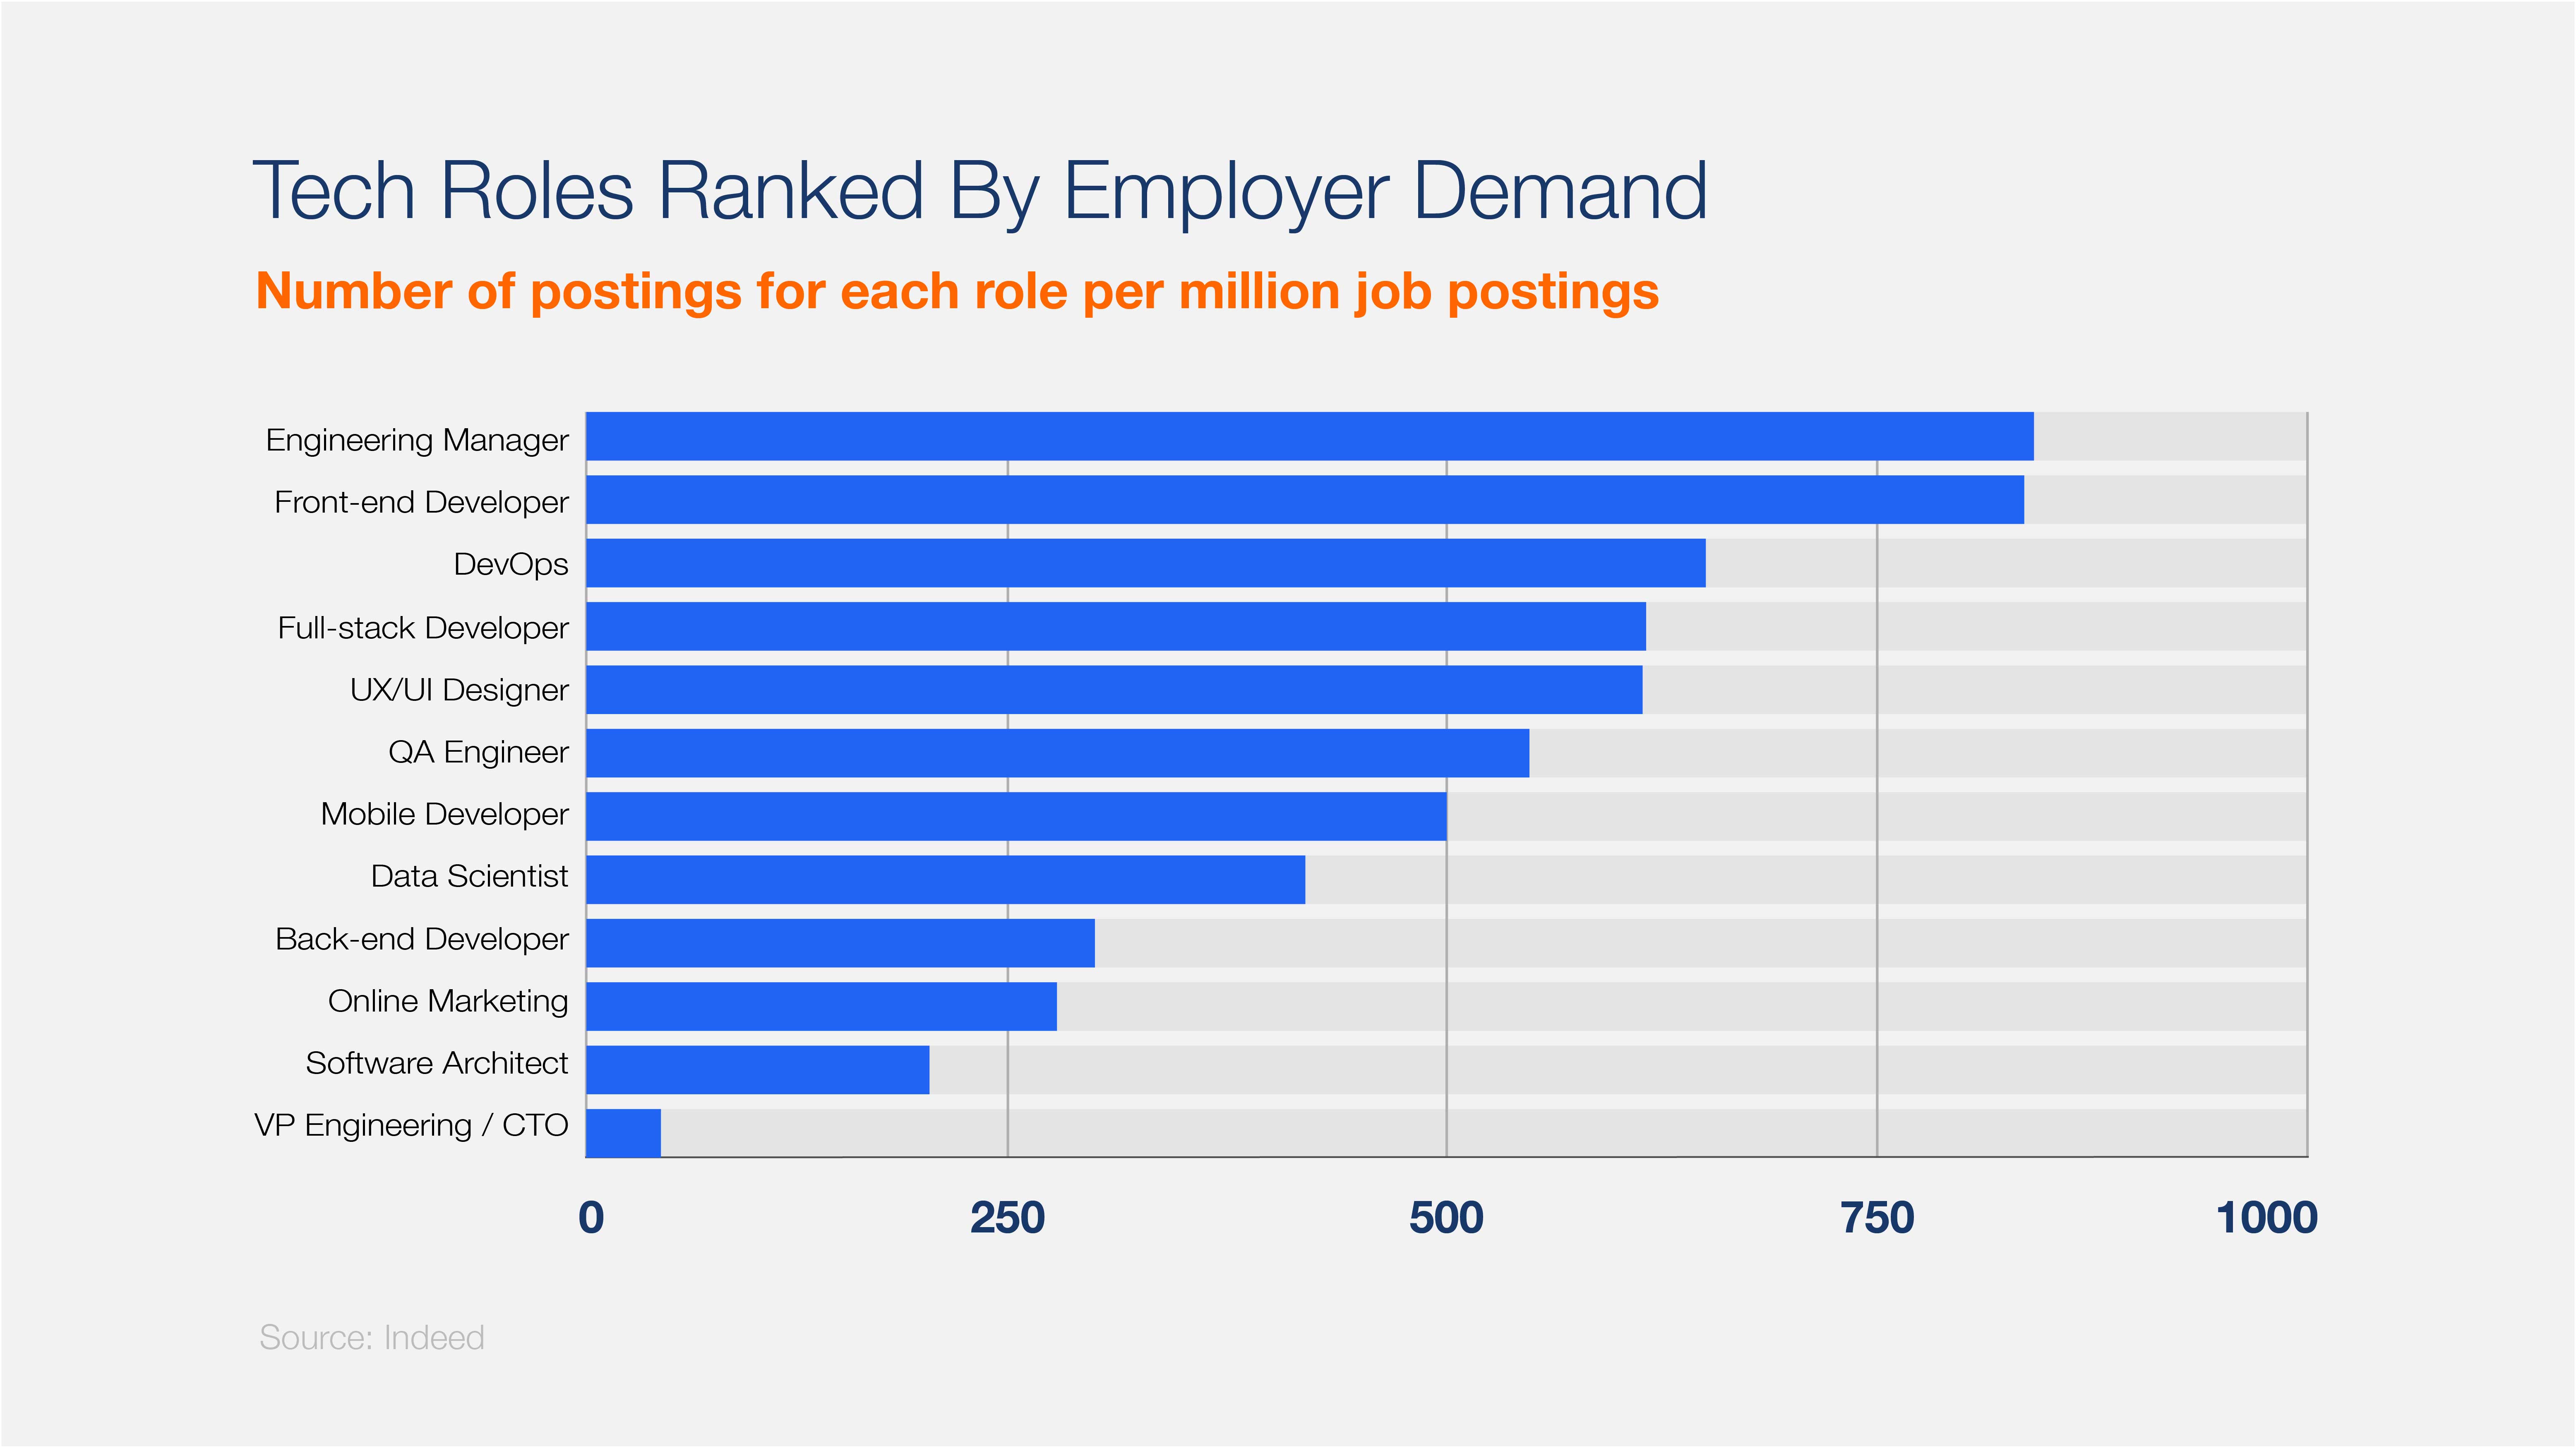 Tech Roles Ranked By Employer Demand
Number of postings for each role per million job postings
Engineering Manager
Front-end Developer
DevOps
Full-stack Developer
UX/UI Designer
QA Engineer
Mobile Developer
Data Scientist
Back-end Developer
Online Marketing
Software Architect
VP Engineering / CTO
0 250 500 750 1000
Source: Indeed